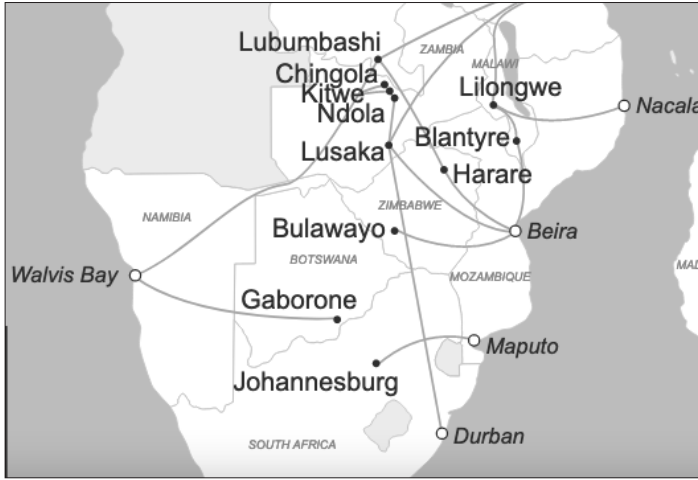 Lubumbashi
ZAMBIA
Chingola
MALAWI
Kitwe
Lilongwe
Ndola
Nacala
Blantyre
Lusaka
Harare
NAMIBIA
ZIMBABWE
Bulawayo
Beira
BOTSWANA
Walvis Bay
MOZAMBIQUE
MAD
Gaborone
Maputo
Johannesburg
Durban
SOUTH AFRICA